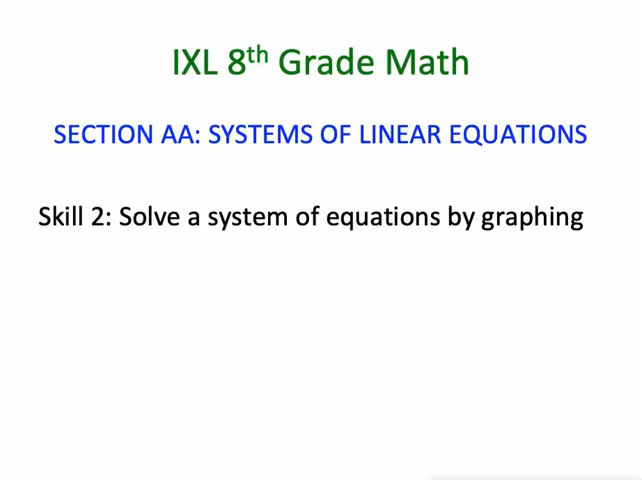 IXL 8th Grade Math
SECTION AA: SYSTEMS OF LINEAR EQUATIONS
Skill 2: Solve a system of equations by graphing